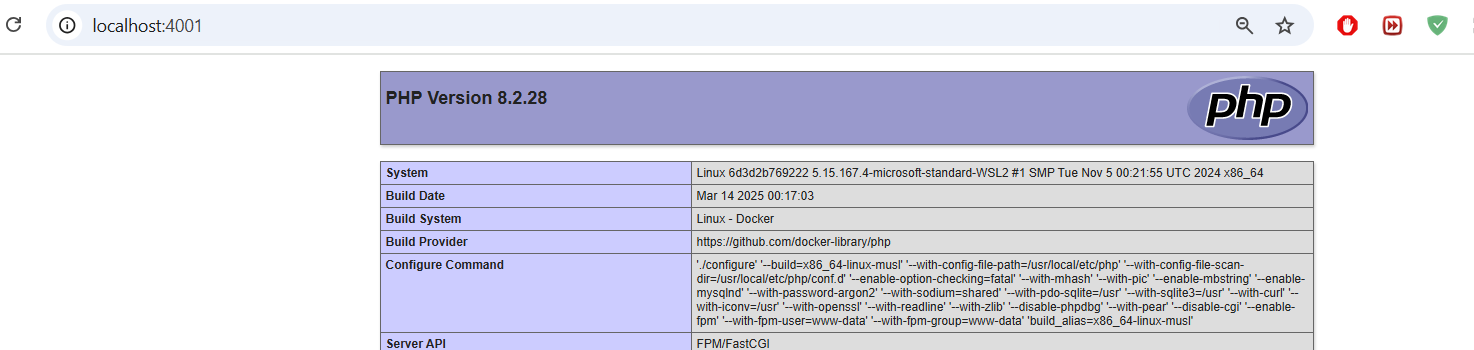 localhost:4001
PHP Version 8.2.28
php
System Linux 6d3d2b769222 5.15.167.4-microsoft-standard-WSL2 #1 SMP Tue Nov 5 00:21:55 UTC 2024 x86_64
Build Date Mar 14 2025 00:17:03
Build System Linux - Docker
Build Provider https://github.com/docker-library/php
Configure Command './configure' '--build=x86_64-linux-musl' '--with-config-file-path=/usr/local/etc/php' '--with-config-file-scan-
dir=/usr/local/etc/php/conf.d' '--enable-option-checking=fatal' '--with-mhash' '--with-pic' '--enable-mbstring' '--enable-
mysqlnd' '--with-password-argon2' '--with-sodium=shared' '--with-pdo-sqlite=/usr' '--with-sqlite3=/usr' '--with-curl' '--
with-iconv=/usr' '--with-openssl' '--with-readline' '--with-zlib' '--disable-phpdbg' '--with-pear' '--disable-cgi' '--enable-
fpm' '--with-fpm-user=www-data' '--with-fpm-group=www-data' 'build_alias=x86_64-linux-musl'
Server API FPM/FastCGI